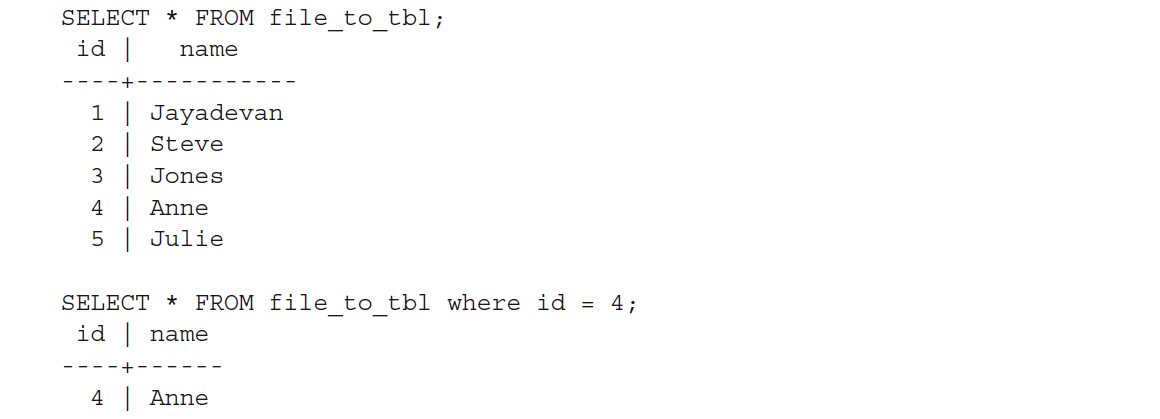 SELECT * FROM file_to_tbl;
 id |   name
----+-----------
  1 | Jayadevan
  2 | Steve
  3 | Jones
  4 | Anne
  5 | Julie

SELECT * FROM file_to_tbl where id = 4;
 id | name
----+------
  4 | Anne